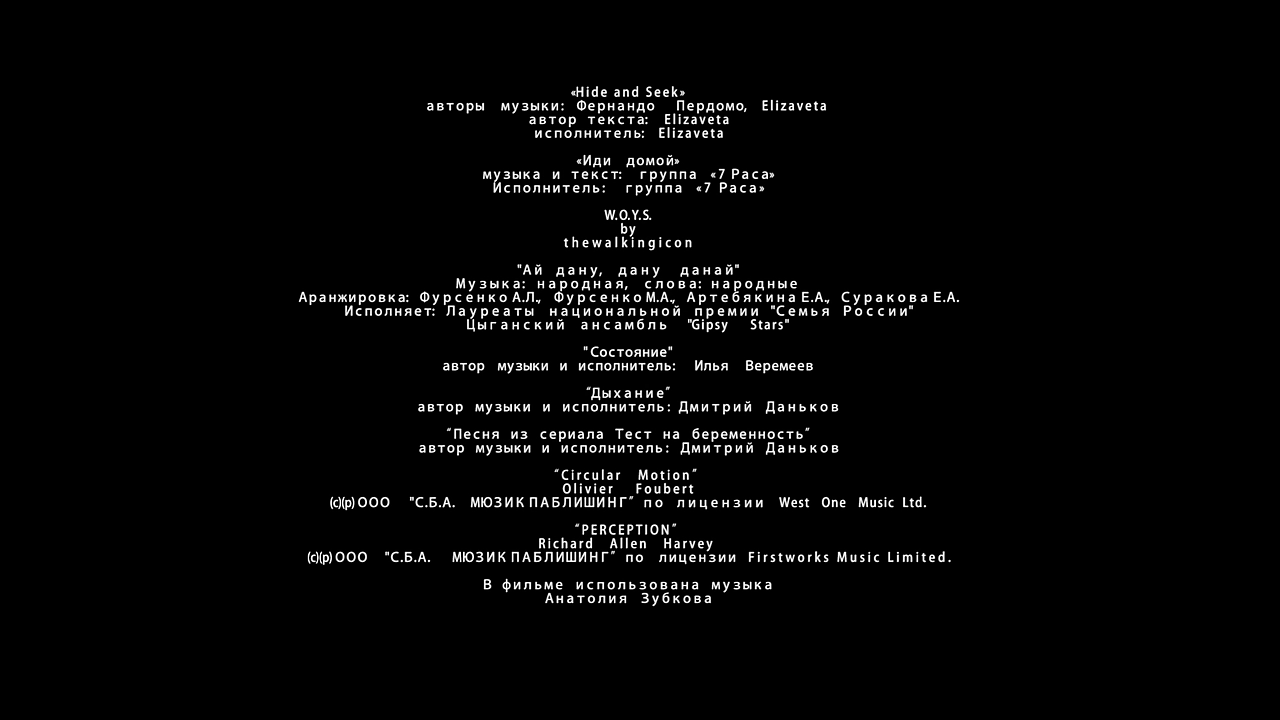 «Hide and Seek»
авторы музыки: Фернандо Пердомо, Elizaveta
автор текста: Elizaveta
исполнитель: Elizaveta
«Иди домой»
музыка и текст: группа «7 Раса»
Исполнитель: группа «7 Раса»
W.O.Y.S.
by
thewalkingicon
"Ай дану, дану данай"
Музыка: народная, слова: народные
Аранжировка: Фурсенко А.Л., Фурсенко М.А., Артебякина Е.А., Суракова Е.А.
Исполняет: Лауреаты национальной премии "Семья России"
Цыганский ансамбль "Gipsy Stars"
"Состояние"
автор музыки и исполнитель: Илья Веремеев
“Дыхание”
автор музыки и исполнитель: Дмитрий Даньков
“Песня из сериала Тест на беременность”
автор музыки и исполнитель: Дмитрий Даньков
“Circular Motion”
Olivier Foubert
(c)(p) ООО "С.Б.А. МЮЗИК ПАБЛИШИНГ” по лицензии West One Music Ltd.
“PERCEPTION”
Richard Allen Harvey
(c)(p) ООО "С.Б.А. МЮЗИК ПАБЛИШИНГ” по лицензии Firstworks Music Limited.
В фильме использована музыка
Анатолия Зубкова